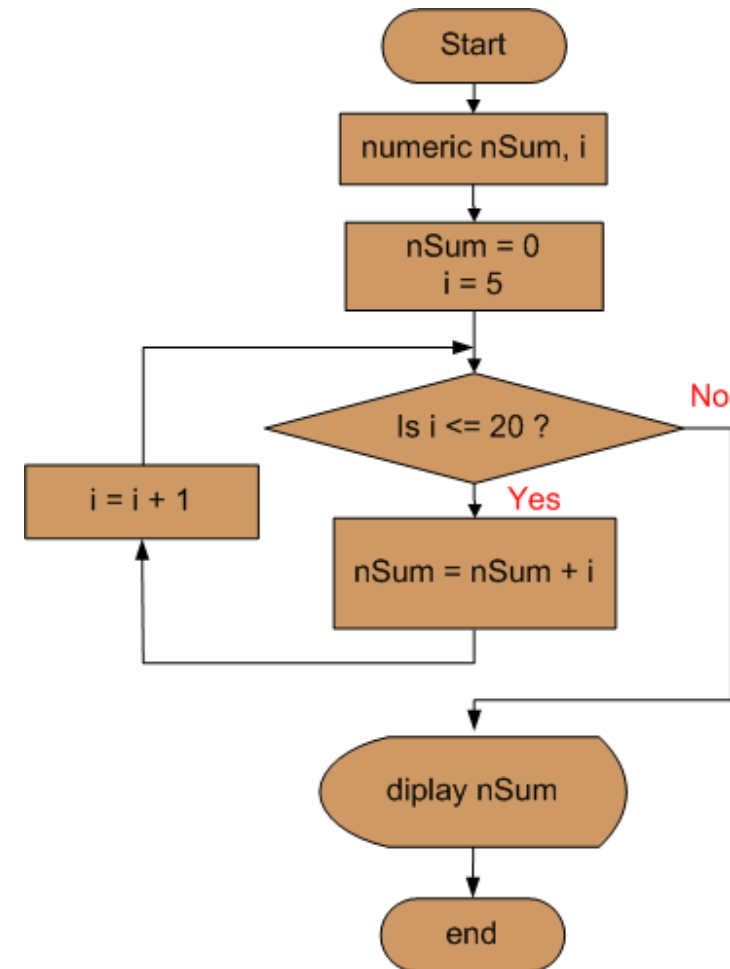 Start
numeric nSum, i
nSum = 0
i = 5
Is i <= 20 ?
No
Yes
i = i + 1
nSum = nSum + i
diplay nSum
end